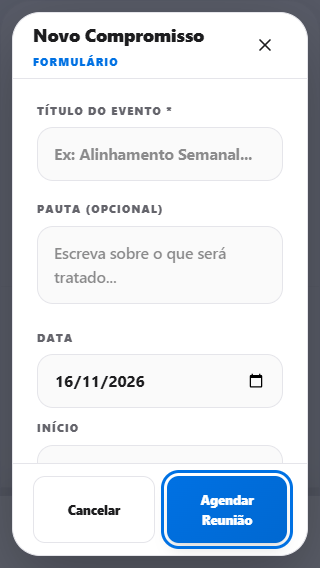 Novo Compromisso
FORMULÁRIO
TÍTULO DO EVENTO *
Ex: Alinhamento Semanal...
PAUTA (OPCIONAL)
Escreva sobre o que será
tratado...
DATA
16/11/2026
INÍCIO
Cancelar
Agendar
Reunião